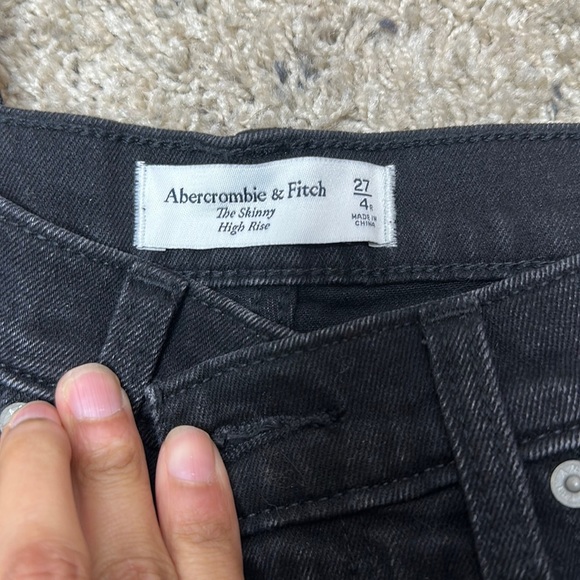 Abercrombie & Fitch
The Skinny
High Rise
27
4R
MADE IN
CHINA